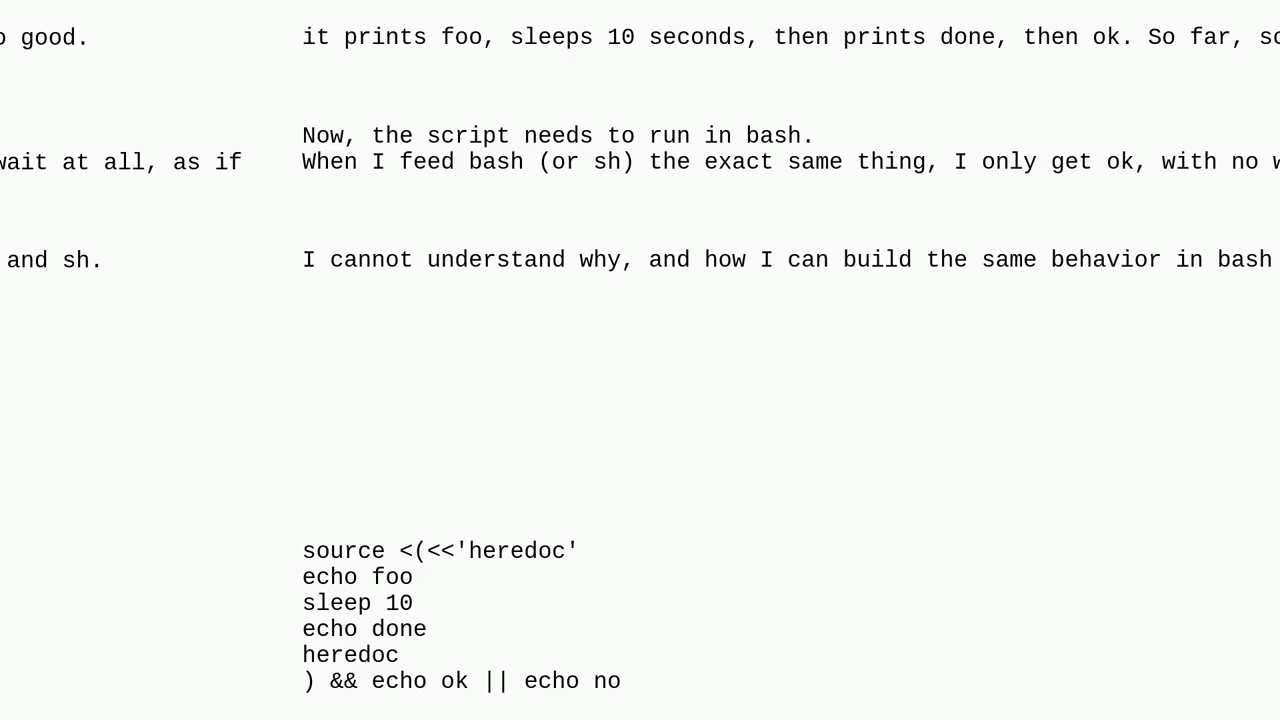 o good.
it prints foo, sleeps 10 seconds, then prints done, then ok. So far, so
Now, the script needs to run in bash.
wait at all, as if
When I feed bash (or sh) the exact same thing, I only get ok, with no w
and sh.
I cannot understand why, and how I can build the same behavior in bash
source <(<<'heredoc'
echo foo
sleep 10
echo done
heredoc
) && echo ok || echo no